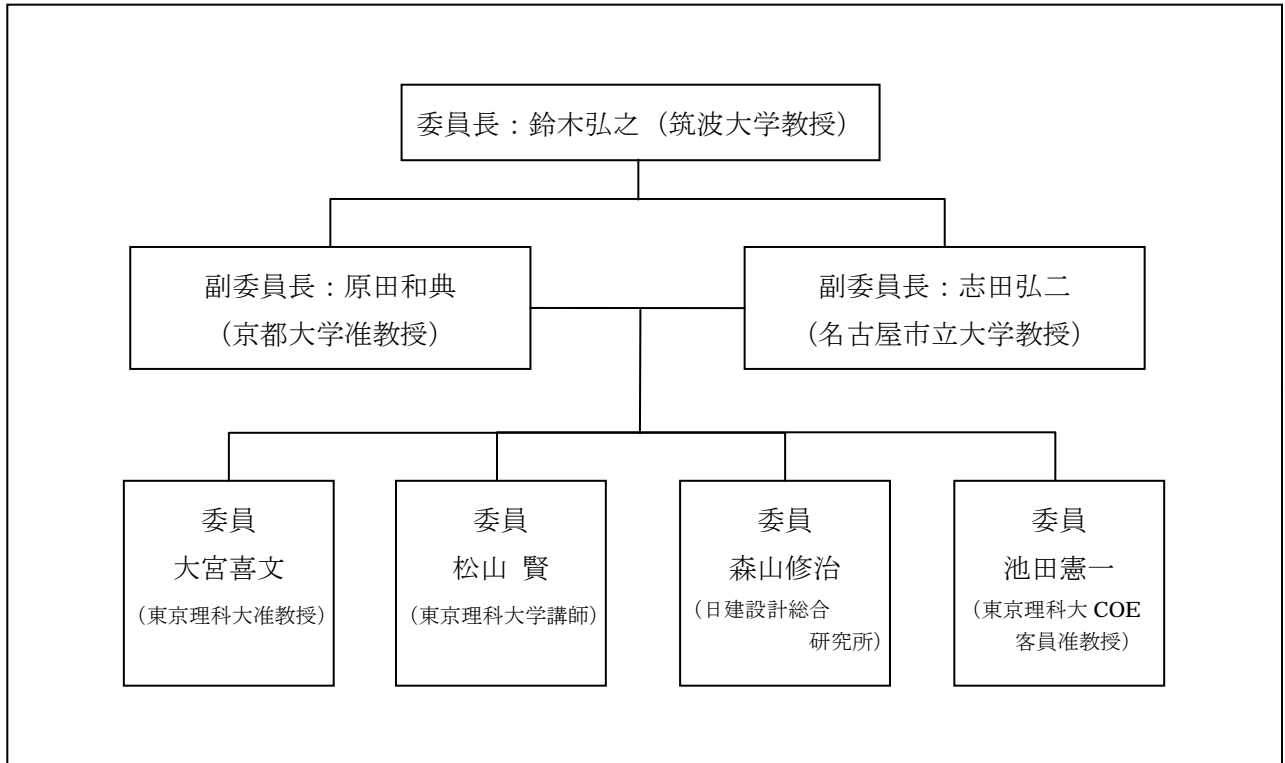 委員長：鈴木弘之（筑波大学教授）
副委員長：原田和典
（京都大学准教授）
副委員長：志田弘二
（名古屋市立大学教授）
委員
大宮喜文
（東京理科大准教授）
委員
松山 賢
（東京理科大学講師）
委員
森山修治
（日建設計総合
研究所）
委員
池田憲一
（東京理科大 COE
客員准教授）